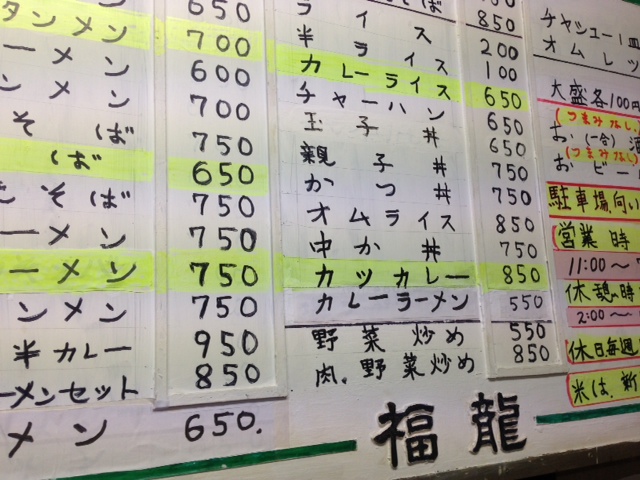 650
タンメン 700
ーメン 600
ンメン 700
そば 750
ば 650
そば 750
ーメン 750
ーメン 750
ンメン 750
半カレー 950
ーメンセット 850
メン 650.
そば 850
ライス 200
半ライス 100
カレーライス 650
チャーハン 650
玉子丼 650
親子丼 750
かつ丼 750
オムライス 850
中か丼 750
カツカレー 850
カレーラーメン 550
野菜炒め 550
肉野菜炒め 850
福龍
チャシュー1皿
オムレツ
大盛各100
(つまみなし)
お(一合)酒
(つまみなし)
おビー
駐車場向い
営業時
11:00〜
休憩時
2:00〜
休日毎週
米は、新